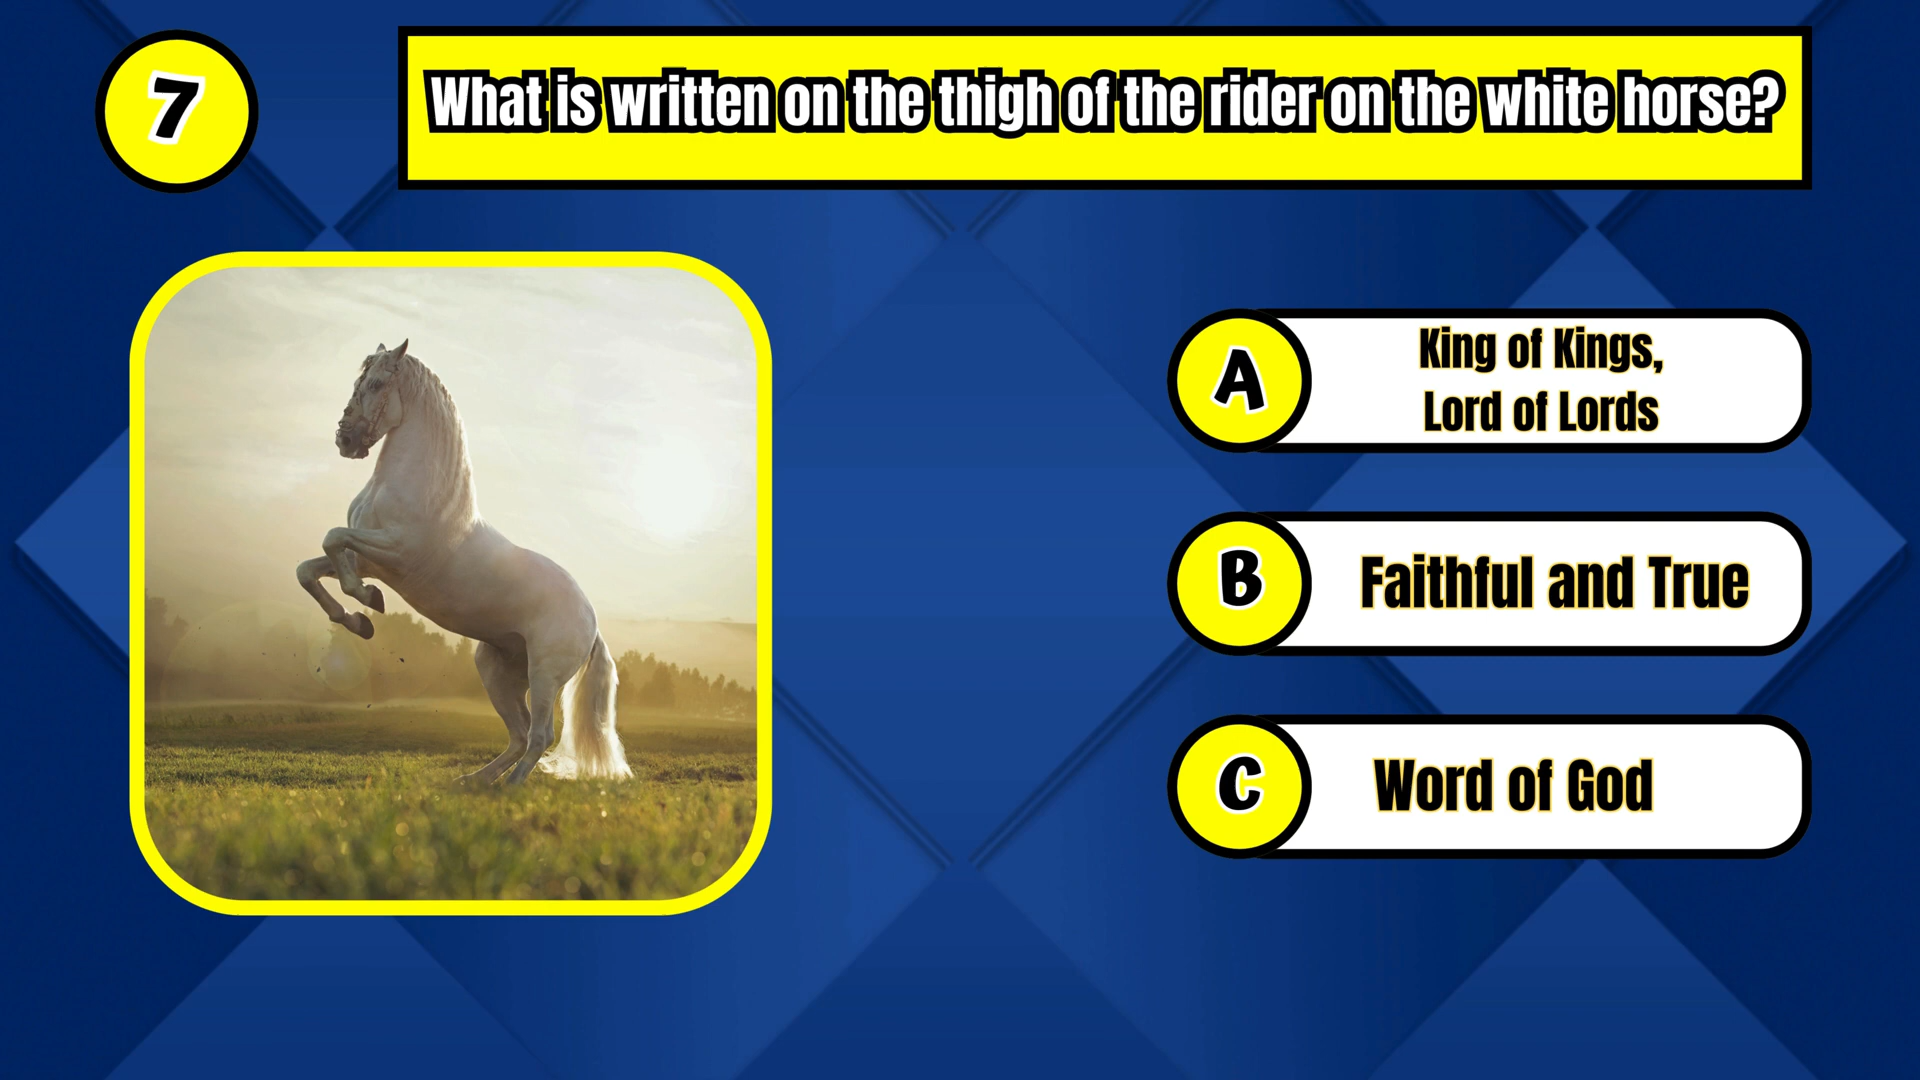 7
What is written on the thigh of the rider on the white horse?
A
King of Kings,
Lord of Lords
B
Faithful and True
C
Word of God